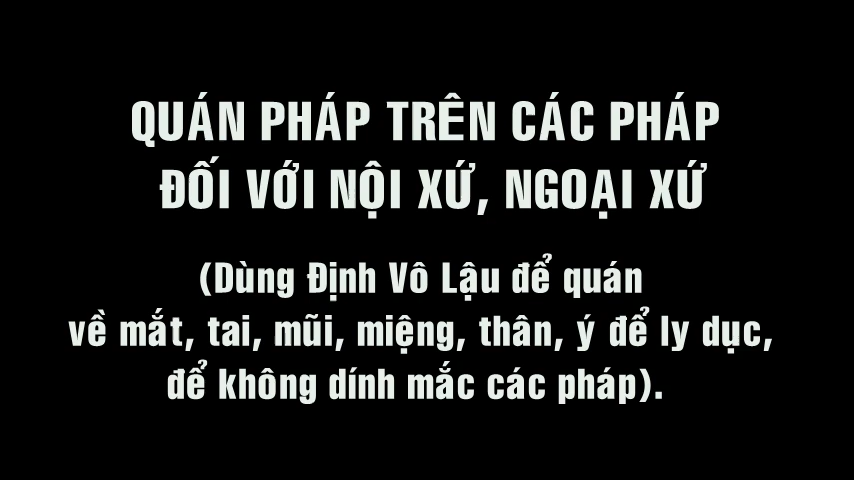 QUÁN PHÁP TRÊN CÁC PHÁP
ĐỐI VỚI NỘI XỨ, NGOẠI XỨ
(Dùng Định Vô Lậu để quán
về mắt, tai, mũi, miệng, thân, ý để ly dục,
để không dính mắc các pháp).